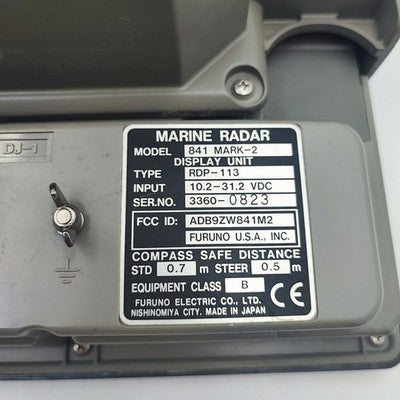 DJ-1
MARINE RADAR
MODEL 841 MARK-2
DISPLAY UNIT
TYPE RDP-113
INPUT 10.2-31.2 VDC
SER.NO. 3360-0823
FCC ID: ADB9ZW841M2
FURUNO U.S.A., INC.
COMPASS SAFE DISTANCE
STD 0.7 m STEER 0.5 m
EQUIPMENT CLASS B
FURUNO ELECTRIC CO., LTD.
NISHINOMIYA CITY. MADE IN JAPAN
CE